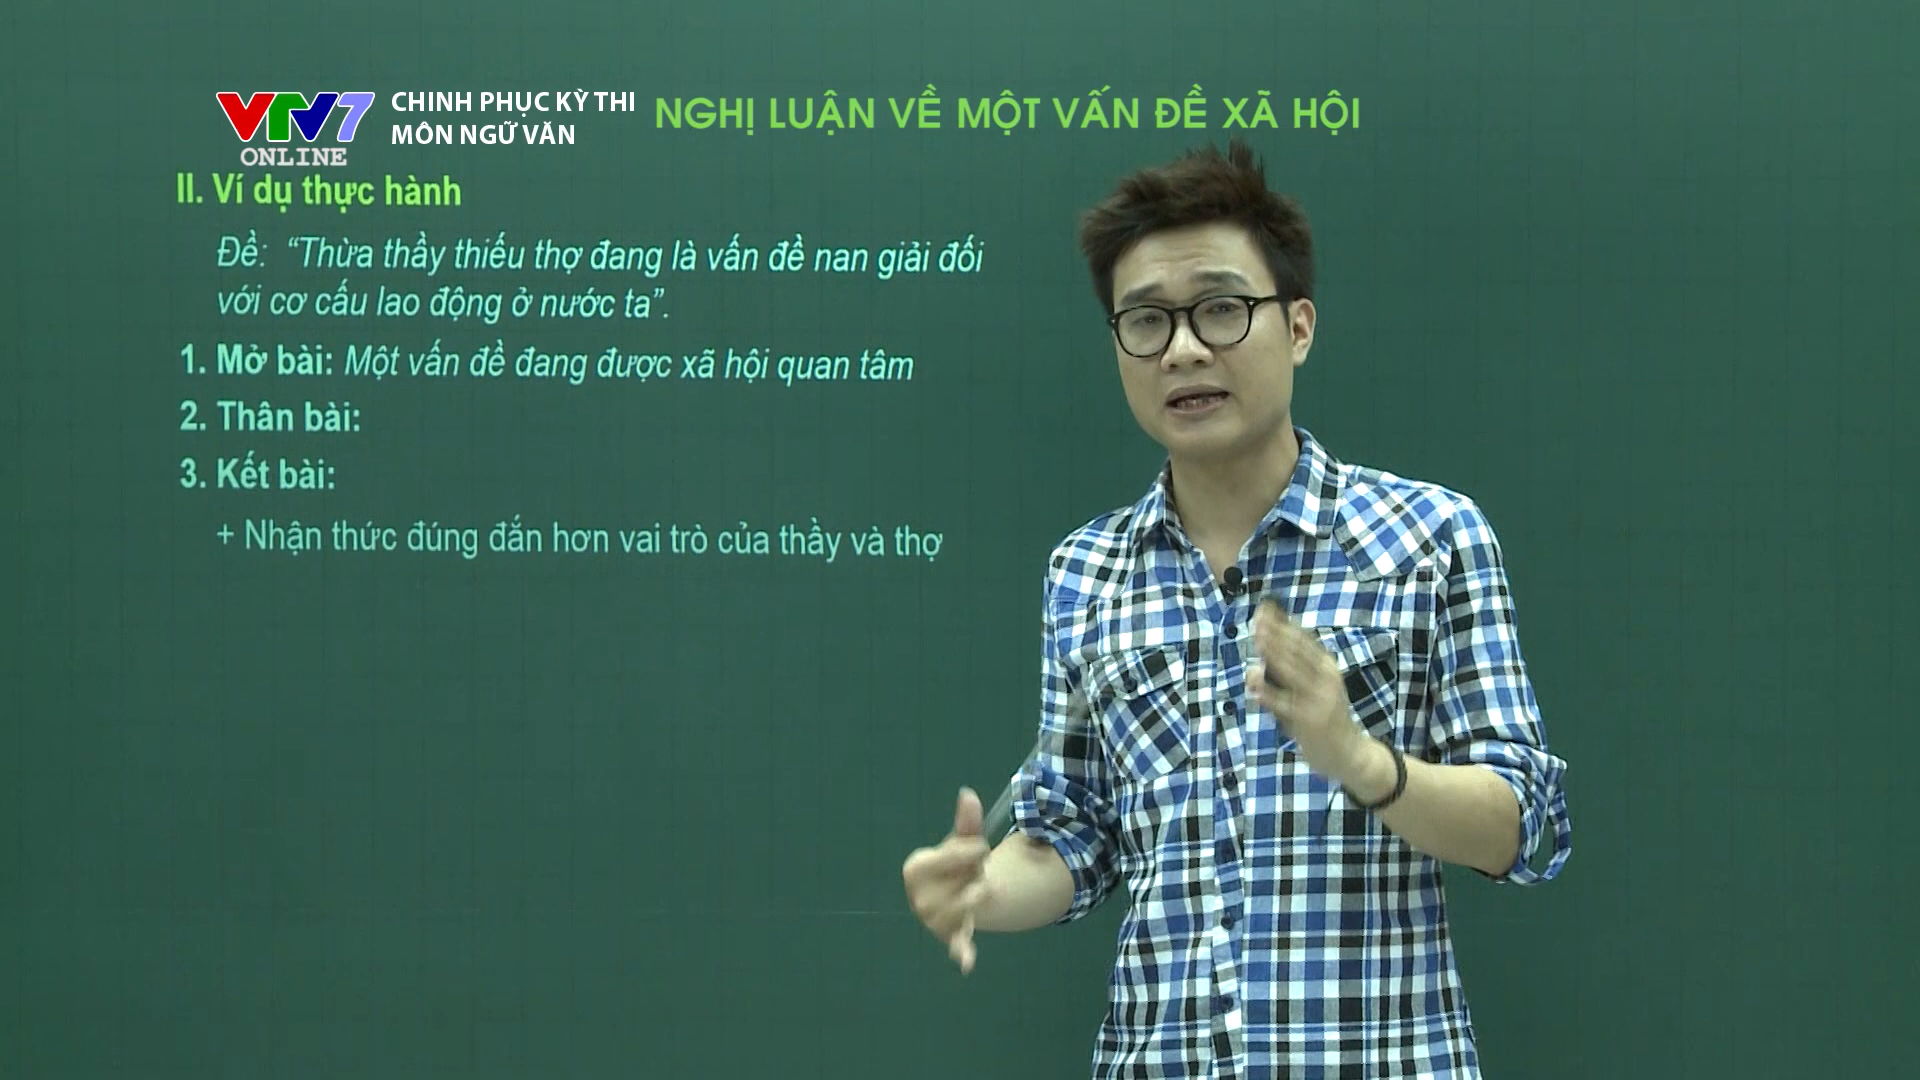 VTV7
ONLINE
CHINH PHỤC KỲ THI
MÔN NGỮ VĂN
NGHỊ LUẬN VỀ MỘT VẤN ĐỀ XÃ HỘI
II. Ví dụ thực hành
Đề: “Thừa thầy thiếu thợ đang là vấn đề nan giải đối
với cơ cấu lao động ở nước ta”.
1. Mở bài: Một vấn đề đang được xã hội quan tâm
2. Thân bài:
3. Kết bài:
+ Nhận thức đúng đắn hơn vai trò của thầy và thợ